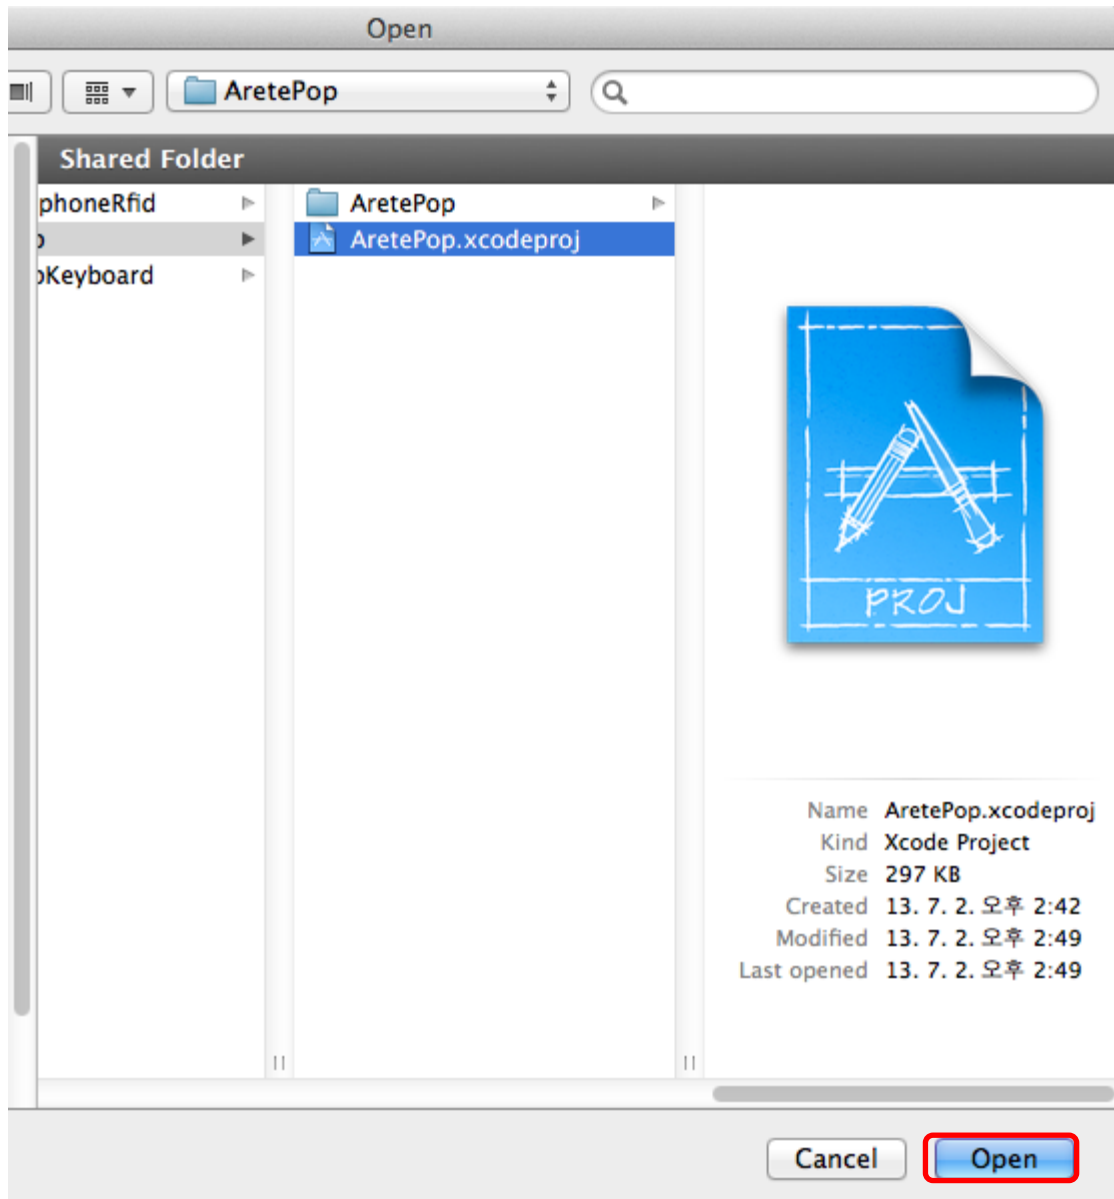 Open
AretePop
Shared Folder
phoneRfid
AretePop
AretePop.xcodeproj
Keyboard
PROJ
Name AretePop.xcodeproj
Kind Xcode Project
Size 297 KB
Created 13. 7. 2. 오후 2:42
Modified 13. 7. 2. 오후 2:49
Last opened 13. 7. 2. 오후 2:49
Cancel
Open